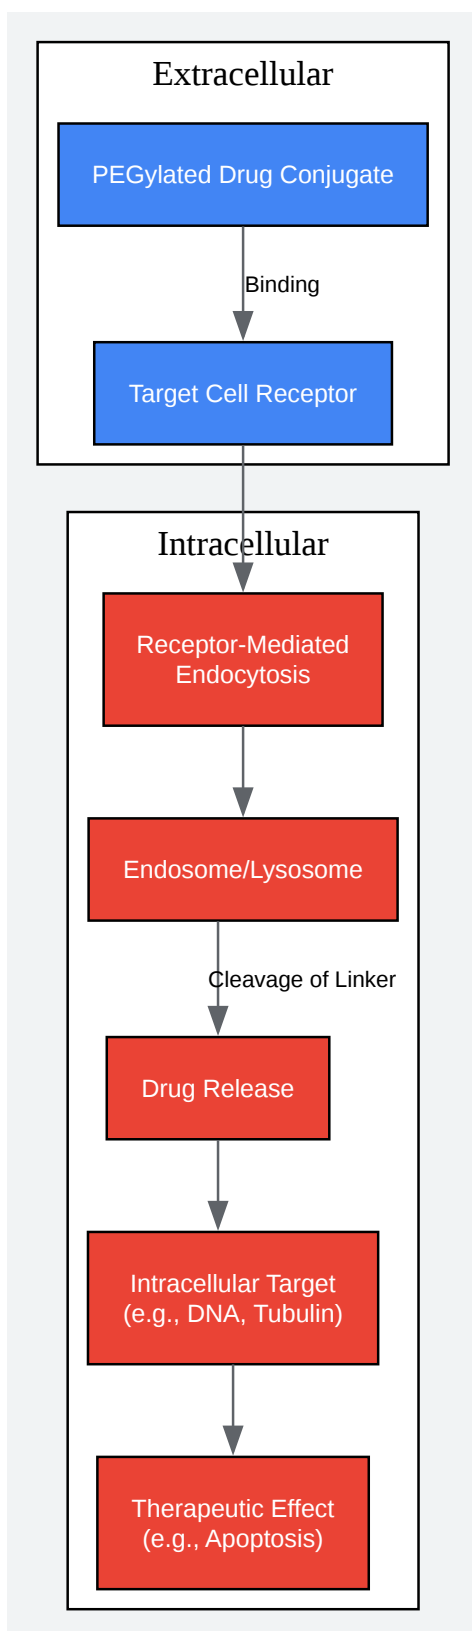 Extracellular
PEGylated Drug Conjugate
Binding
Target Cell Receptor
Intracellular
Receptor-Mediated
Endocytosis
Endosome/Lysosome
Cleavage of Linker
Drug Release
Intracellular Target
(e.g., DNA, Tubulin)
Therapeutic Effect
(e.g., Apoptosis)